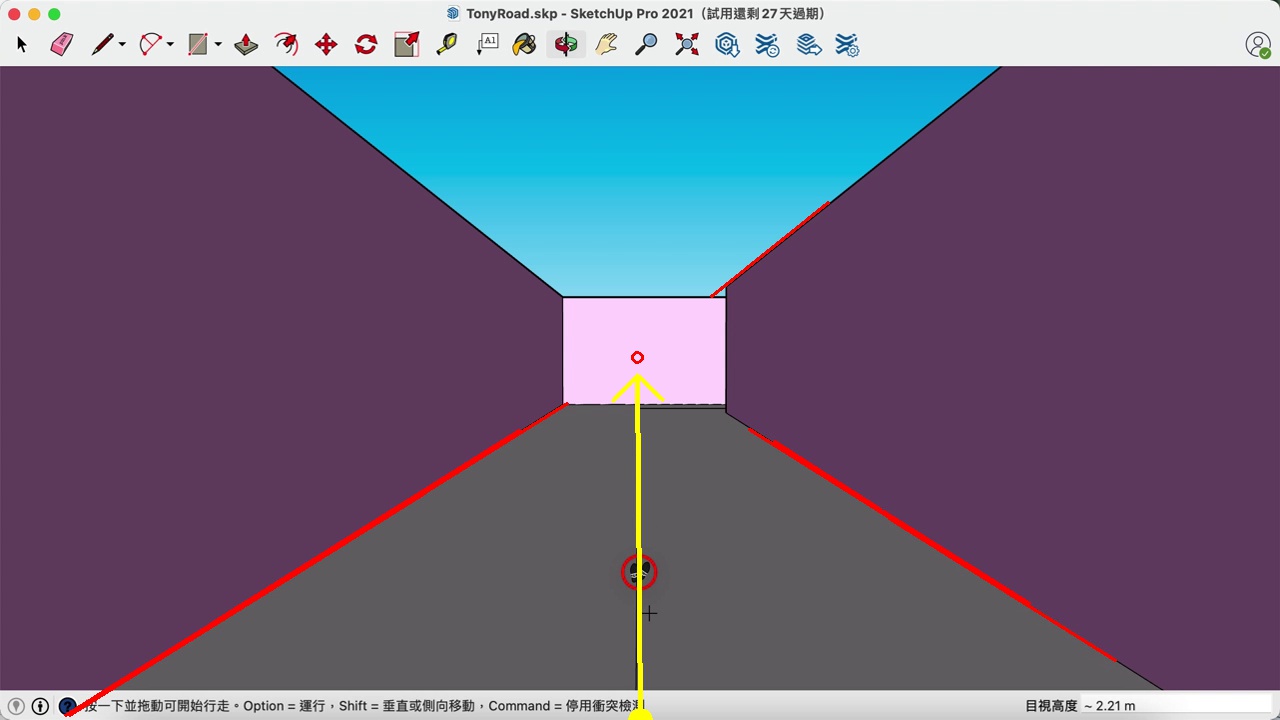 TonyRoad.skp - SketchUp Pro 2021（試用還剩 27 天過期）
A1
按一下並拖動可開始行走。Option = 運行，Shift = 垂直或側向移動，Command = 停用衝突檢測
目視高度 ~ 2.21 m